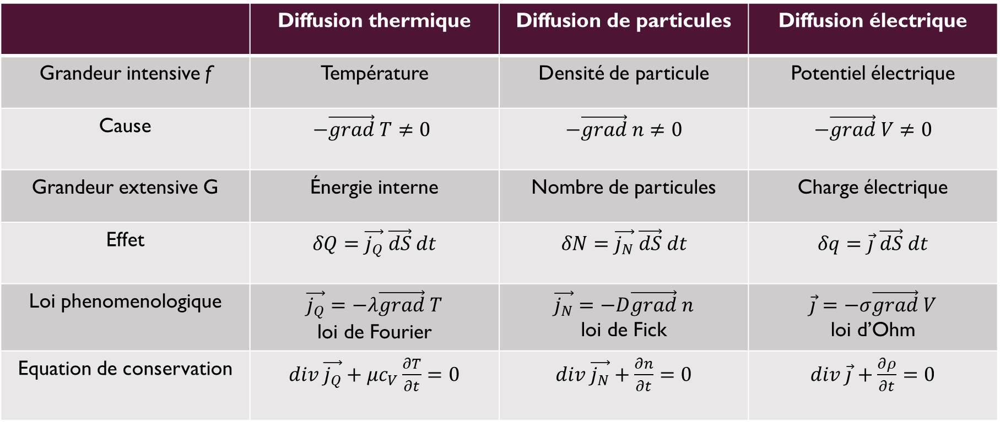 Diffusion thermique Diffusion de particules Diffusion électrique
Grandeur intensive f Température Densité de particule Potentiel électrique
Cause $-\overrightarrow{grad}\,T \neq 0$ $-\overrightarrow{grad}\,n \neq 0$ $-\overrightarrow{grad}\,V \neq 0$
Grandeur extensive G Énergie interne Nombre de particules Charge électrique
Effet $\delta Q = \overrightarrow{j_Q}\,\overrightarrow{dS}\,dt$ $\delta N = \overrightarrow{j_N}\,\overrightarrow{dS}\,dt$ $\delta q = \vec{j}\,\overrightarrow{dS}\,dt$
Loi phenomenologique $\overrightarrow{j_Q} = -\lambda\overrightarrow{grad}\,T$ $\overrightarrow{j_N} = -D\overrightarrow{grad}\,n$ $\vec{j} = -\sigma\overrightarrow{grad}\,V$
loi de Fourier loi de Fick loi d’Ohm
Equation de conservation $div\,\overrightarrow{j_Q} + \mu c_V \frac{\partial T}{\partial t} = 0$ $div\,\overrightarrow{j_N} + \frac{\partial n}{\partial t} = 0$ $div\,\vec{j} + \frac{\partial \rho}{\partial t} = 0$